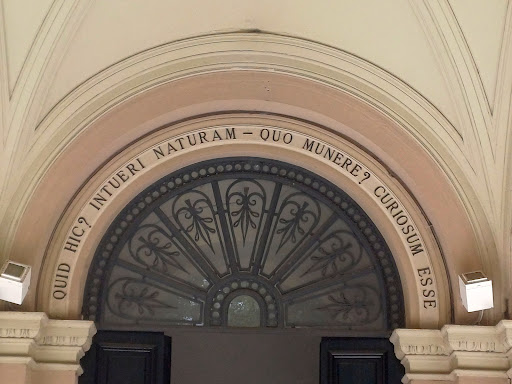 QUID HIC? INTUERI NATURAM – QUO MUNERE? CURIOSUM ESSE